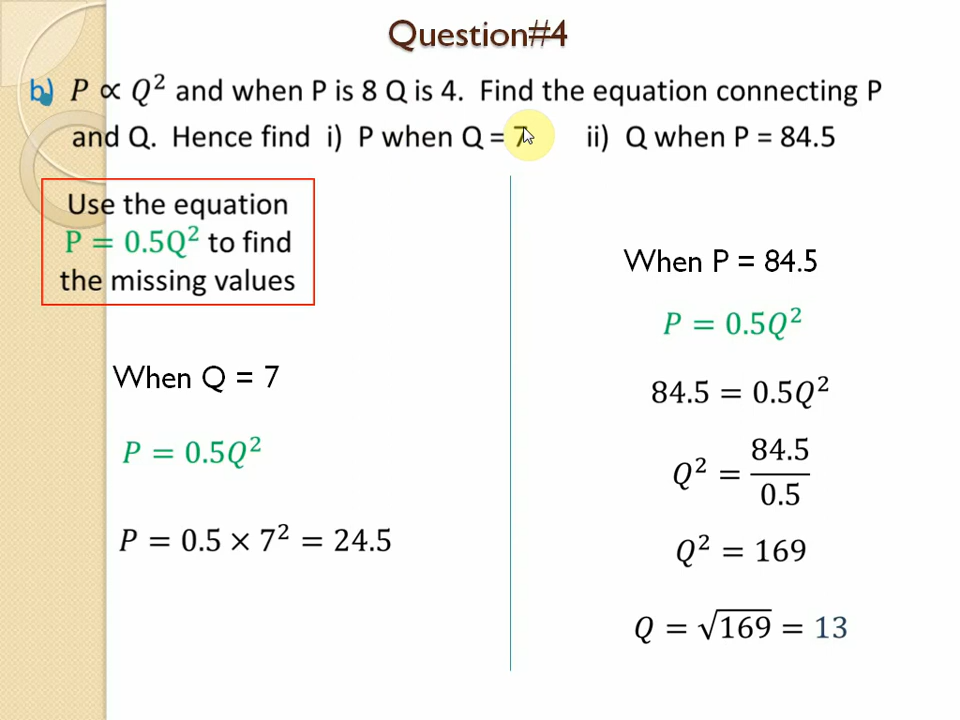 Question#4
b) P ∝ Q² and when P is 8 Q is 4. Find the equation connecting P
and Q. Hence find i) P when Q = 7 ii) Q when P = 84.5
Use the equation
P = 0.5Q² to find
the missing values
When Q = 7
P = 0.5Q²
P = 0.5 × 7² = 24.5
When P = 84.5
P = 0.5Q²
84.5 = 0.5Q²
Q² = 84.5/0.5
Q² = 169
Q = √169 = 13